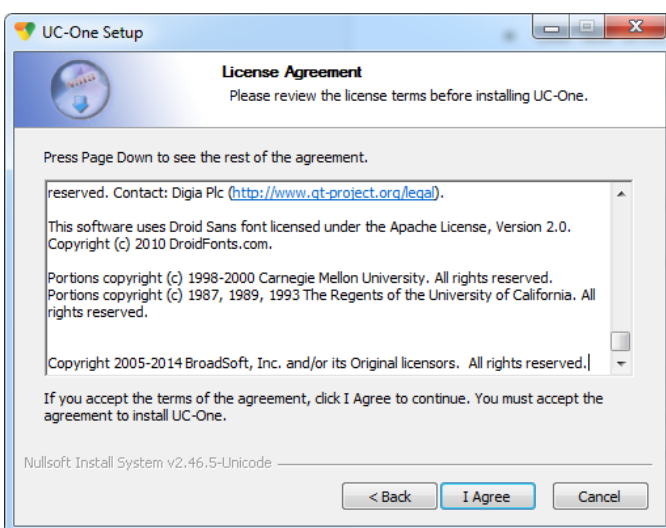 UC-One Setup
License Agreement
Please review the license terms before installing UC-One.
Press Page Down to see the rest of the agreement.
reserved. Contact: Digia Plc (http://www.qt-project.org/legal).
This software uses Droid Sans font licensed under the Apache License, Version 2.0.
Copyright (c) 2010 DroidFonts.com.
Portions copyright (c) 1998-2000 Carnegie Mellon University. All rights reserved.
Portions copyright (c) 1987, 1989, 1993 The Regents of the University of California. All
rights reserved.
Copyright 2005-2014 BroadSoft, Inc. and/or its Original licensors.  All rights reserved.
If you accept the terms of the agreement, click I Agree to continue. You must accept the
agreement to install UC-One.
Nullsoft Install System v2.46.5-Unicode
< Back
I Agree
Cancel